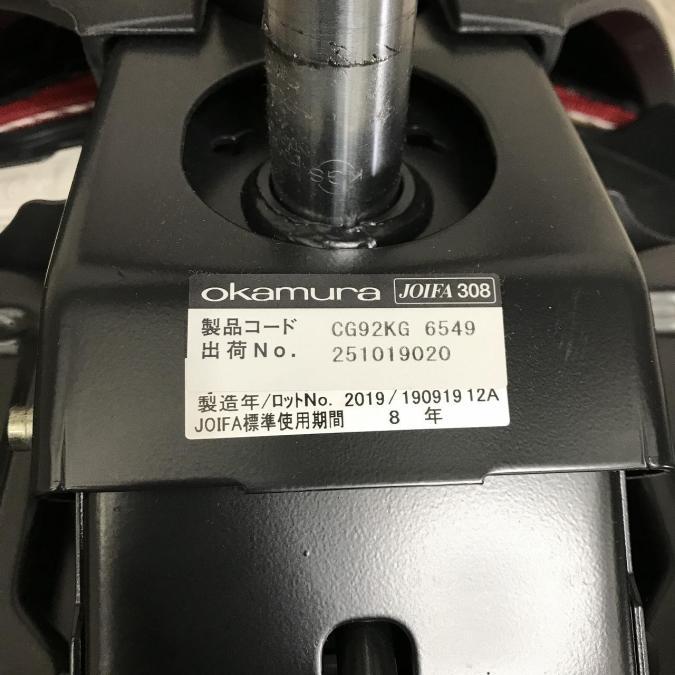 KGS
okamura JOIFA 308
製品コード CG92KG 6549
出荷No. 251019020
製造年/ロットNo. 2019/190919 12A
JOIFA標準使用期間 8 年